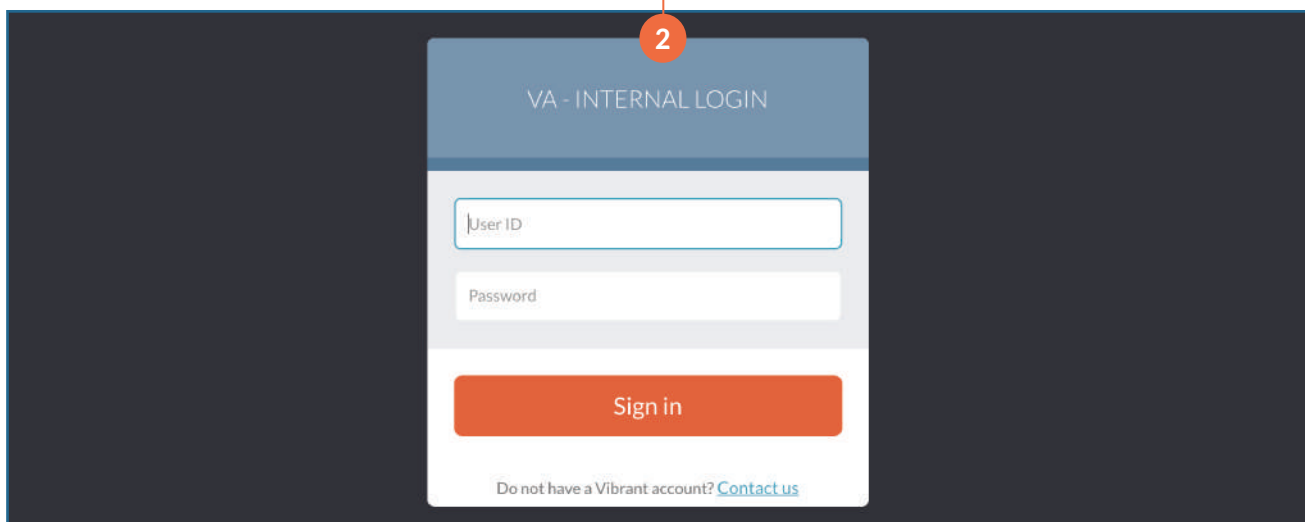 2
VA - INTERNAL LOGIN
User ID
Password
Sign in
Do not have a Vibrant account? Contact us